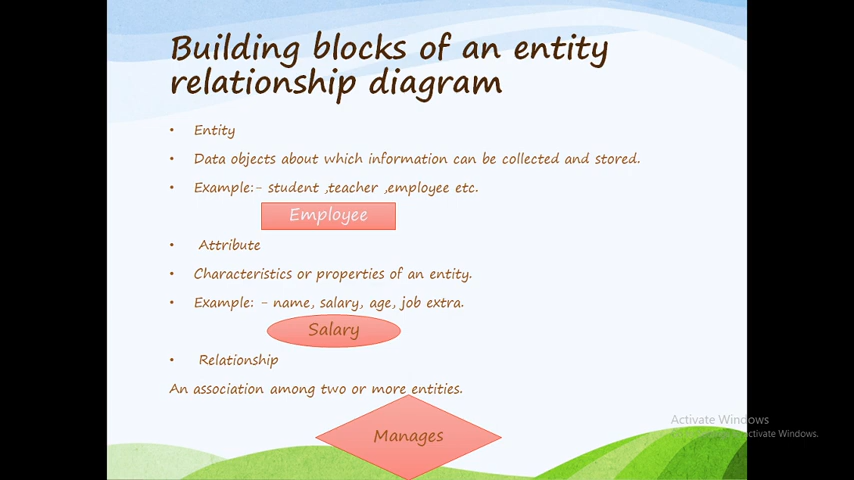 Building blocks of an entity
relationship diagram
• Entity
• Data objects about which information can be collected and stored.
• Example:- student ,teacher ,employee etc.
Employee
• Attribute
• Characteristics or properties of an entity.
• Example: - name, salary, age, job extra.
Salary
• Relationship
An association among two or more entities.
Manages
Activate Windows
activate Windows.